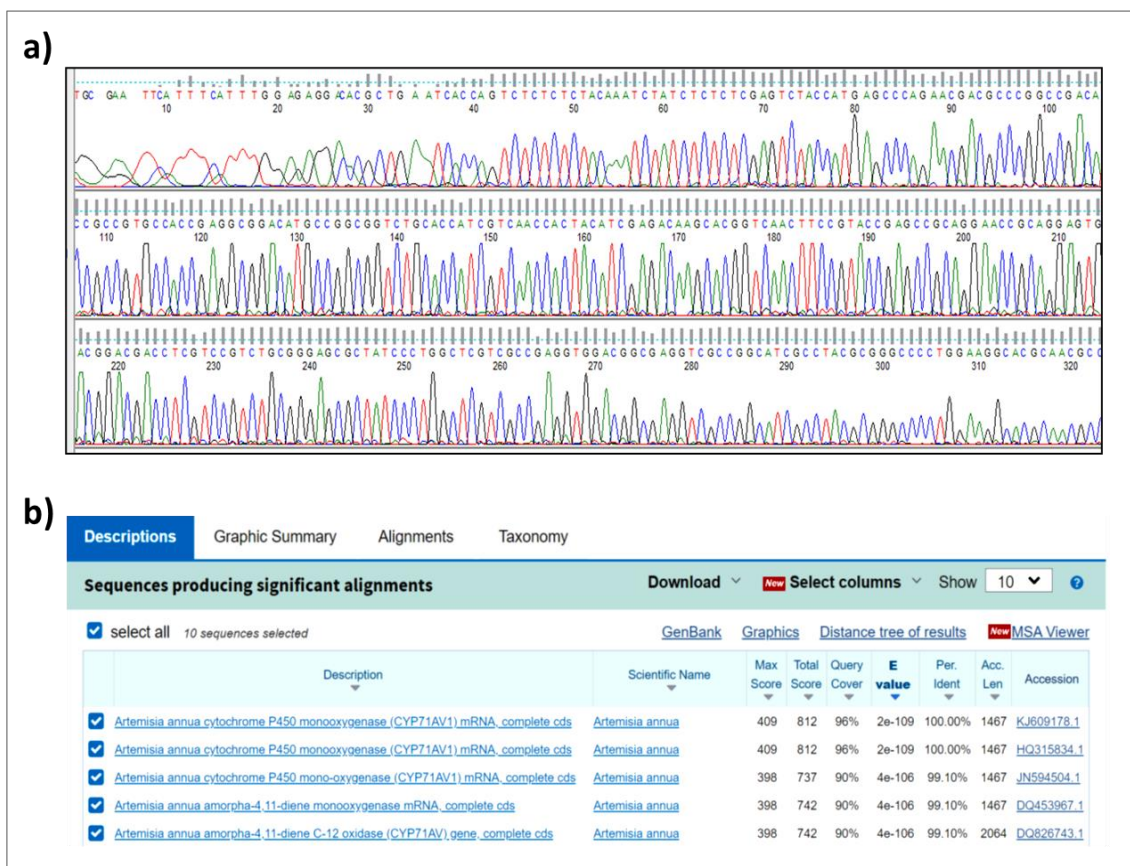 a)
TGC GAA TTCATTTCATTTGG AGAGGACACGCTG A ATCACCAGTCTCTCTCTACAAATCTATCTCTCTCGAGTCTACCATGAGCCCAGAACGACGCCCGGCCGACA
10 20 30 40 50 60 70 80 90 100
CCGCCGTGCCACCGAGGCGGACATGCCGGCGGTCTGCACCATCGTCAACCACTACATCGAGACAAGCACGGTCAACTTCCGTACCGAGCCGCAGGAACCGCAGGAGTG
110 120 130 140 150 160 170 180 190 200 210
ACGGACGACCTCGTCCGTCTGCGGGAGCGCTATCCCTGGCTCGTCGCCGAGGTGGACGGCGAGGTCGCCGGCATCGCCTACGCGGGCCCCTGGAAGGCACGCAACGCC
220 230 240 250 260 270 280 290 300 310 320
b)
Descriptions Graphic Summary Alignments Taxonomy
Sequences producing significant alignments Download New Select columns Show 10 ?
select all 10 sequences selected GenBank Graphics Distance tree of results New MSA Viewer
Description Scientific Name Max Score Total Score Query Cover E value Per. Ident Acc. Len Accession
Artemisia annua cytochrome P450 monooxygenase (CYP71AV1) mRNA, complete cds Artemisia annua 409 812 96% 2e-109 100.00% 1467 KJ609178.1
Artemisia annua cytochrome P450 monooxygenase (CYP71AV1) mRNA, complete cds Artemisia annua 409 812 96% 2e-109 100.00% 1467 HQ315834.1
Artemisia annua cytochrome P450 mono-oxygenase (CYP71AV1) mRNA, complete cds Artemisia annua 398 737 90% 4e-106 99.10% 1467 JN594504.1
Artemisia annua amorpha-4,11-diene monooxygenase mRNA, complete cds Artemisia annua 398 742 90% 4e-106 99.10% 1467 DQ453967.1
Artemisia annua amorpha-4,11-diene C-12 oxidase (CYP71AV) gene, complete cds Artemisia annua 398 742 90% 4e-106 99.10% 2064 DQ826743.1